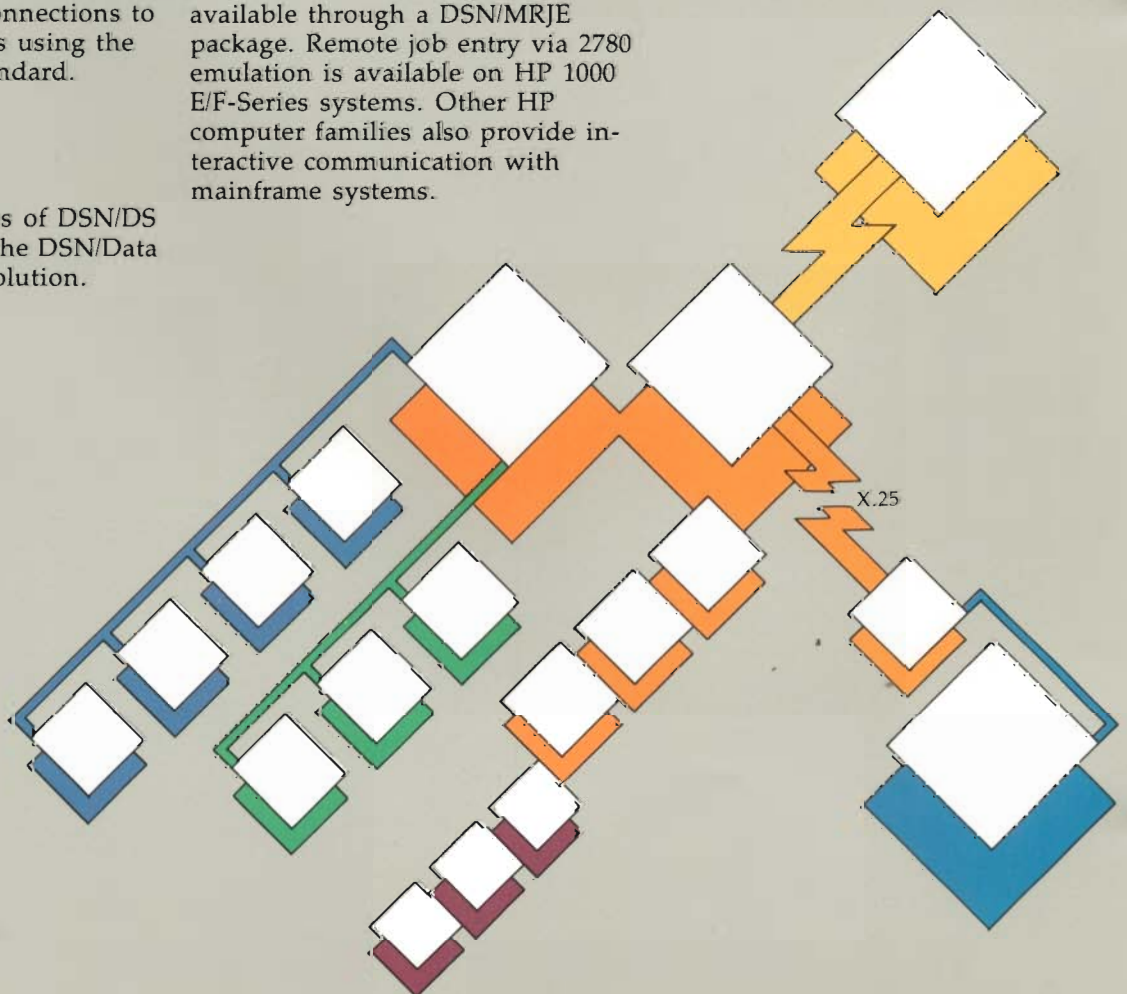 onnections to
s using the
ndard.
s of DSN/DS
he DSN/Data
olution.
available through a DSN/MRJE
package. Remote job entry via 2780
emulation is available on HP 1000
E/F-Series systems. Other HP
computer families also provide in-
teractive communication with
mainframe systems.
X.25